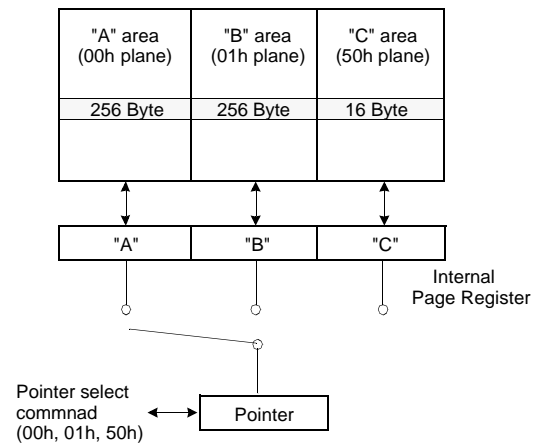 "A" area
(00h plane)
"B" area
(01h plane)
"C" area
(50h plane)
256 Byte
256 Byte
16 Byte
"A"
"B"
"C"
Internal
Page Register
Pointer select
commnad
(00h, 01h, 50h)
Pointer